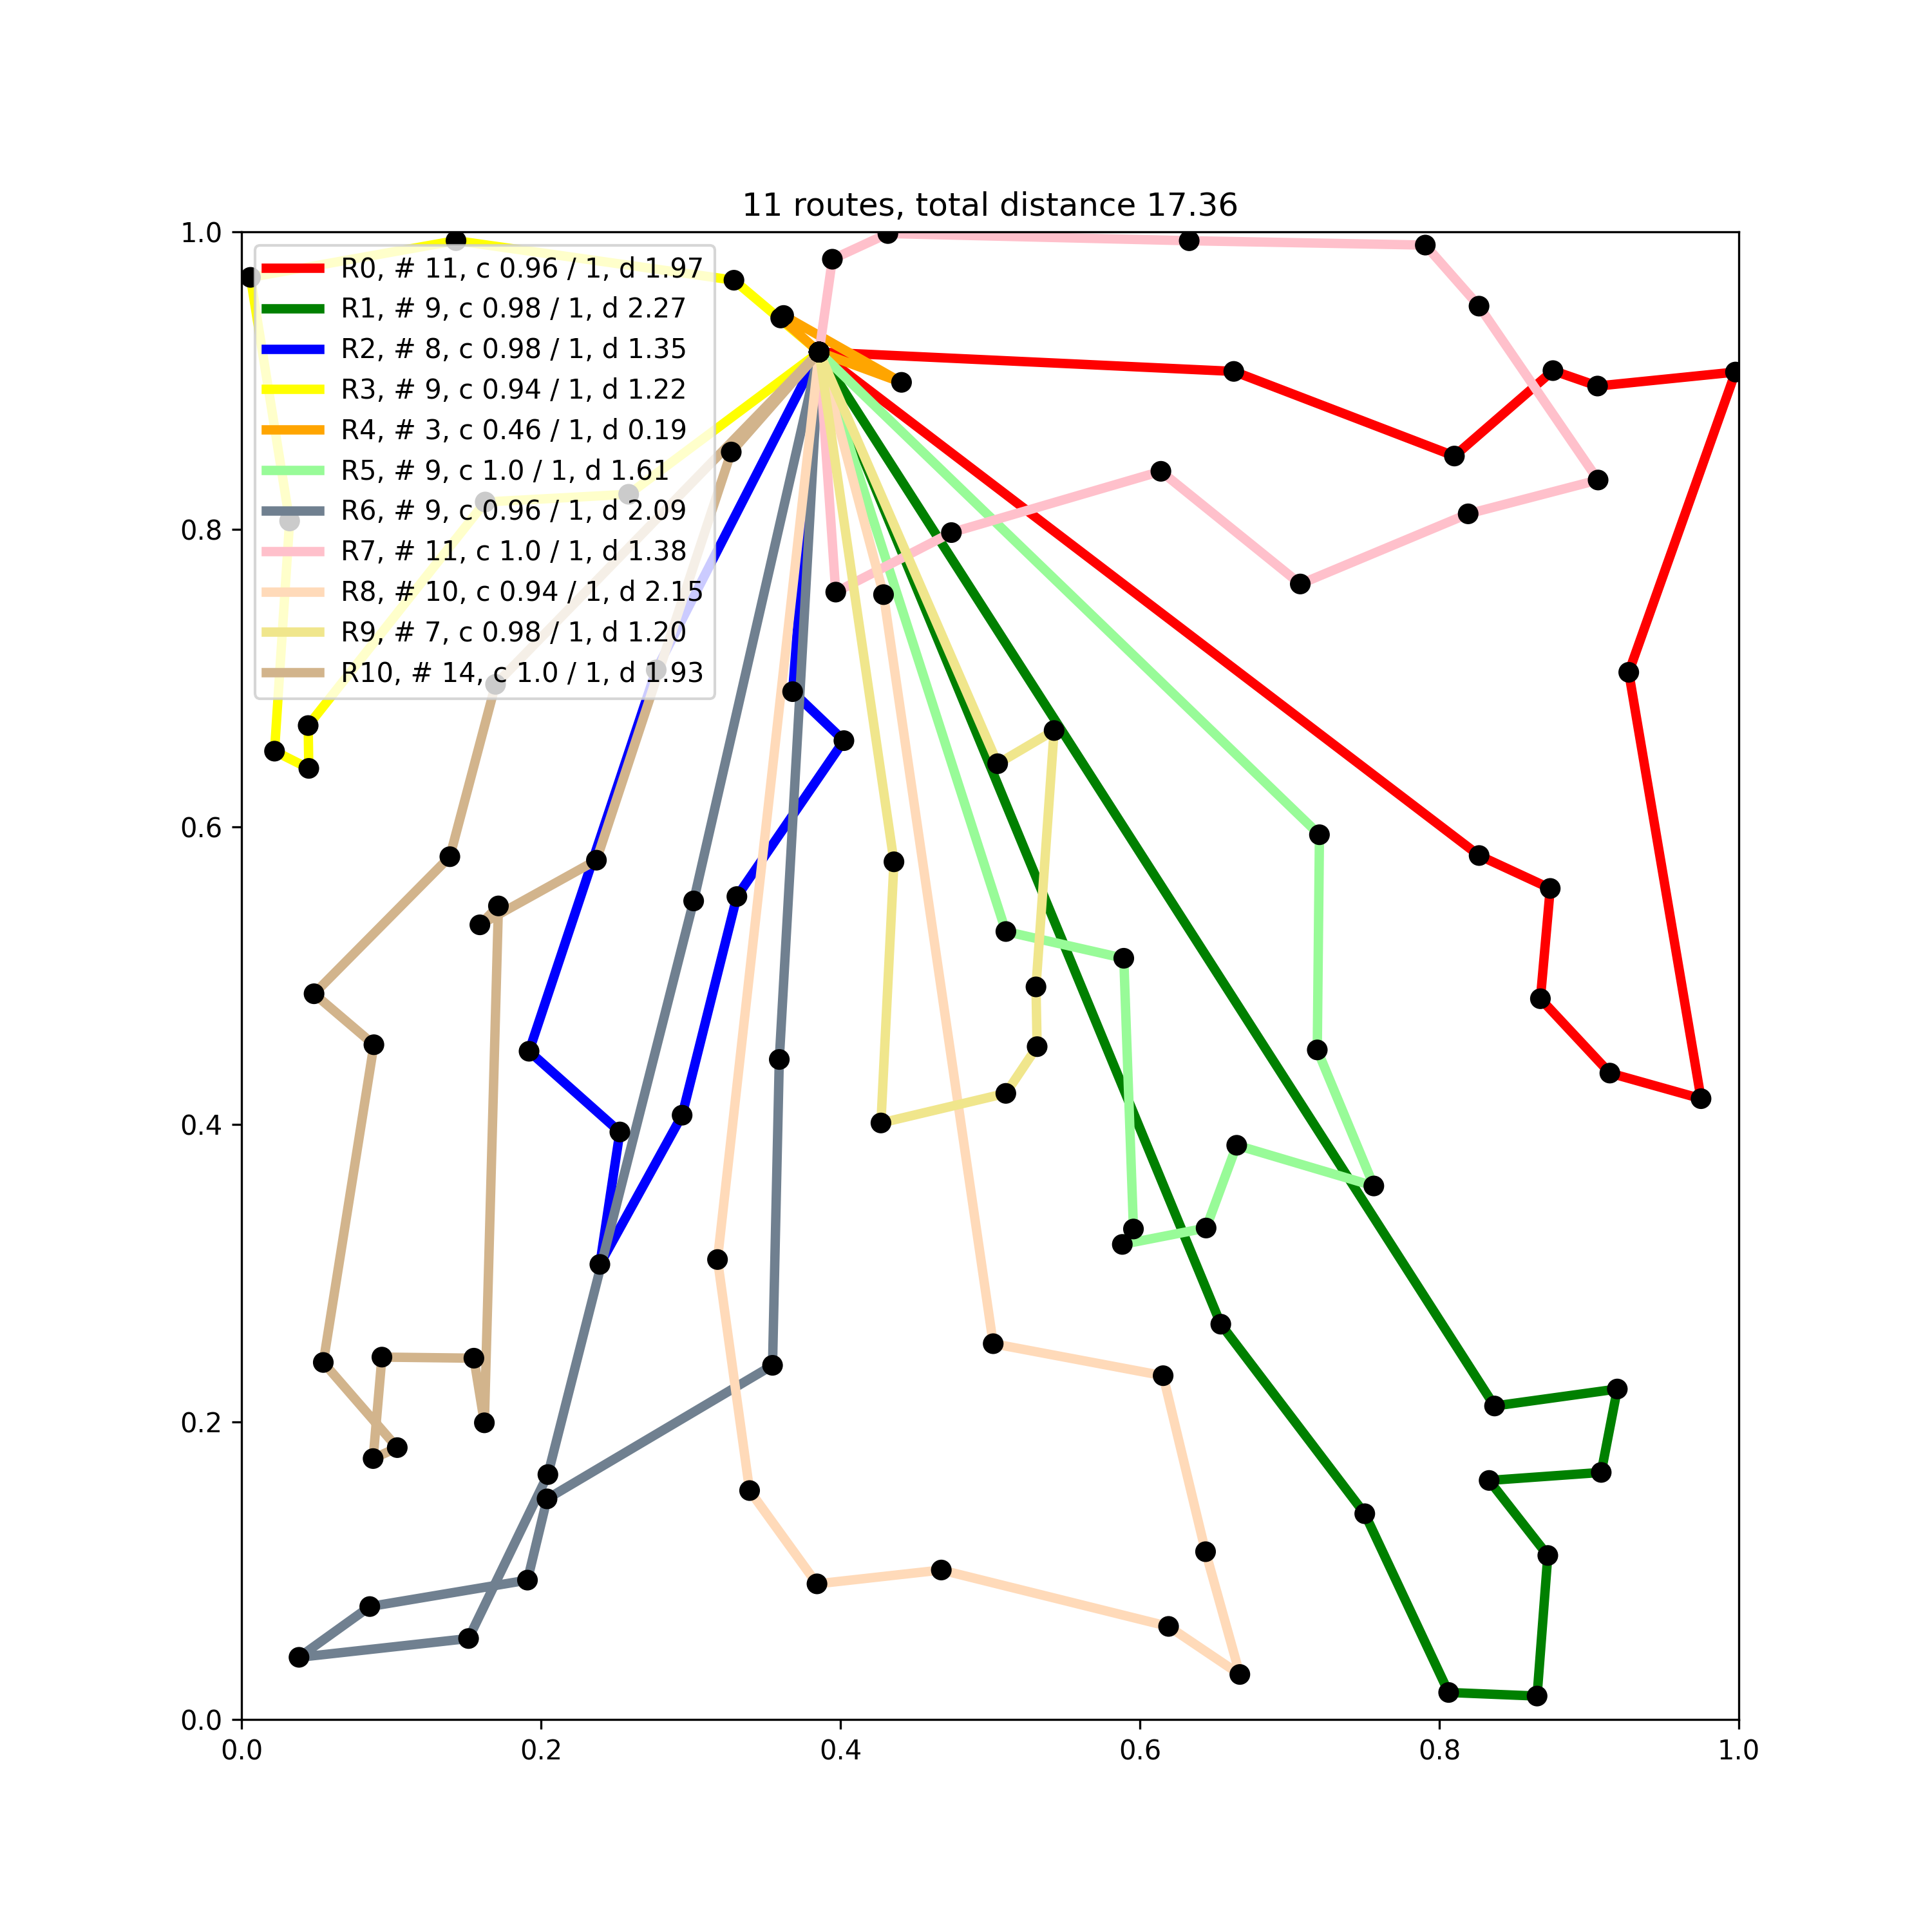 11 routes, total distance 17.36
1.0
0.8
0.6
0.4
0.2
0.0
R0, # 11, c 0.96 / 1, d 1.97
R1, # 9, c 0.98 / 1, d 2.27
R2, # 8, c 0.98 / 1, d 1.35
R3, # 9, c 0.94 / 1, d 1.22
R4, # 3, c 0.46 / 1, d 0.19
R5, # 9, c 1.0 / 1, d 1.61
R6, # 9, c 0.96 / 1, d 2.09
R7, # 11, c 1.0 / 1, d 1.38
R8, # 10, c 0.94 / 1, d 2.15
R9, # 7, c 0.98 / 1, d 1.20
R10, # 14, c 1.0 / 1, d 1.93
0.0 0.2 0.4 0.6 0.8 1.0